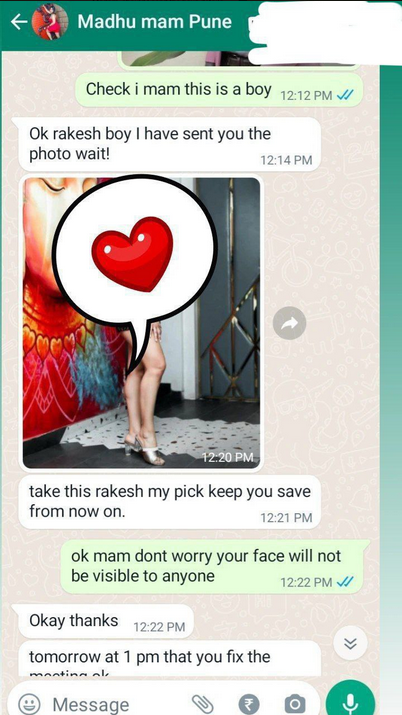 Madhu mam Pune
Check i mam this is a boy 12:12 PM
Ok rakesh boy I have sent you the
photo wait!
12:14 PM
12:20 PM
take this rakesh my pick keep you save
from now on.
12:21 PM
ok mam dont worry your face will not
be visible to anyone
12:22 PM
Okay thanks 12:22 PM
tomorrow at 1 pm that you fix the
meeting ok
Message